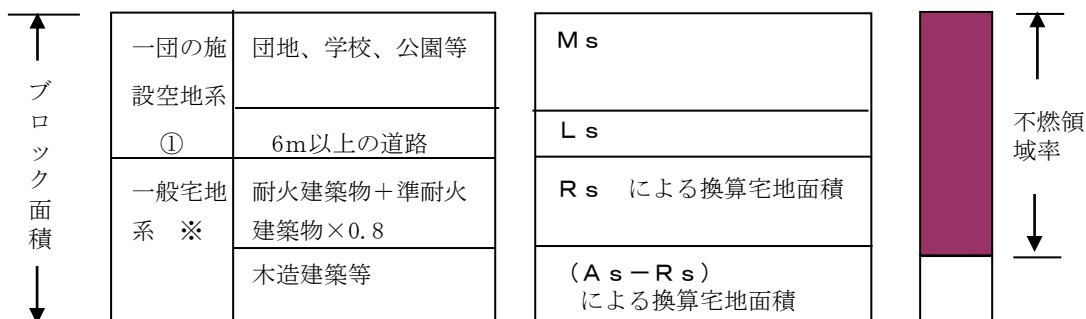 ブロック面積
一団の施
設空地系
①
団地、学校、公園等
6m以上の道路
一般宅地
系　※
耐火建築物＋準耐火
建築物×0.8
木造建築等
Ｍｓ
Ｌｓ
Ｒｓ　による換算宅地面積
（Ａｓ－Ｒｓ）
による換算宅地面積
不燃領
域率